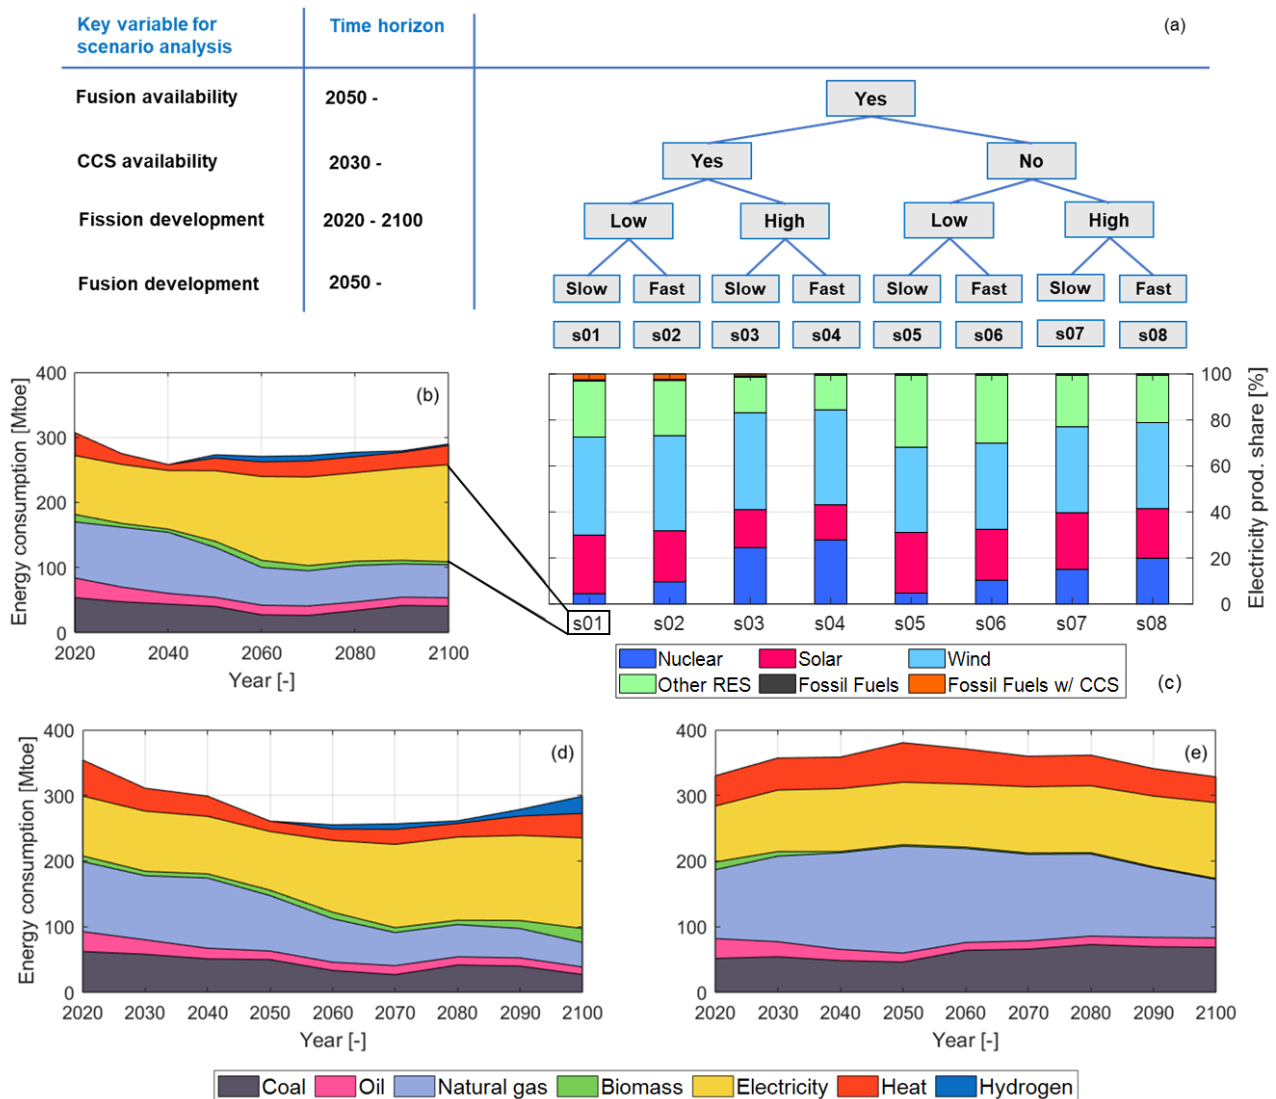 Key variable for
scenario analysis
Time horizon
(a)
Fusion availability
2050 -
Yes
CCS availability
2030 -
Yes
No
Fission development
2020 - 2100
Low
High
Low
High
Fusion development
2050 -
Slow
Fast
Slow
Fast
Slow
Fast
Slow
Fast
s01
s02
s03
s04
s05
s06
s07
s08
Energy consumption [Mtoe]
400
300
200
100
0
(b)
2020
2040
2060
2080
2100
Year [-]
100
80
60
40
20
0
Electricity prod. share [%]
s01
s02
s03
s04
s05
s06
s07
s08
Nuclear
Solar
Wind
Other RES
Fossil Fuels
Fossil Fuels w/ CCS
(c)
Energy consumption [Mtoe]
400
300
200
100
0
(d)
2020
2030
2040
2050
2060
2070
2080
2090
2100
Year [-]
400
300
200
100
0
(e)
2020
2030
2040
2050
2060
2070
2080
2090
2100
Year [-]
Coal
Oil
Natural gas
Biomass
Electricity
Heat
Hydrogen